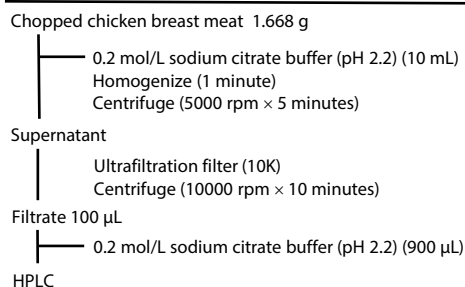 Chopped chicken breast meat 1.668 g
0.2 mol/L sodium citrate buffer (pH 2.2) (10 mL)
Homogenize (1 minute)
Centrifuge (5000 rpm × 5 minutes)
Supernatant
Ultrafiltration filter (10K)
Centrifuge (10000 rpm × 10 minutes)
Filtrate 100 µL
0.2 mol/L sodium citrate buffer (pH 2.2) (900 µL)
HPLC